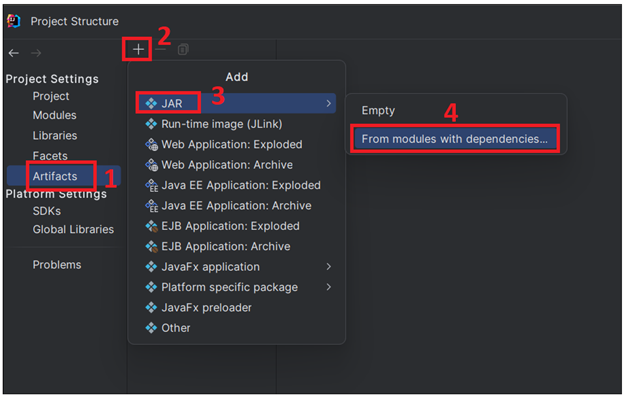 Project Structure
2
Project Settings
Project
Modules
Libraries
Facets
Artifacts 1
Platform Settings
SDKs
Global Libraries
Problems
Add
JAR 3
Run-time image (JLink)
Web Application: Exploded
Web Application: Archive
Java EE Application: Exploded
Java EE Application: Archive
EJB Application: Exploded
EJB Application: Archive
JavaFx application
Platform specific package
JavaFx preloader
Other
Empty 4
From modules with dependencies...